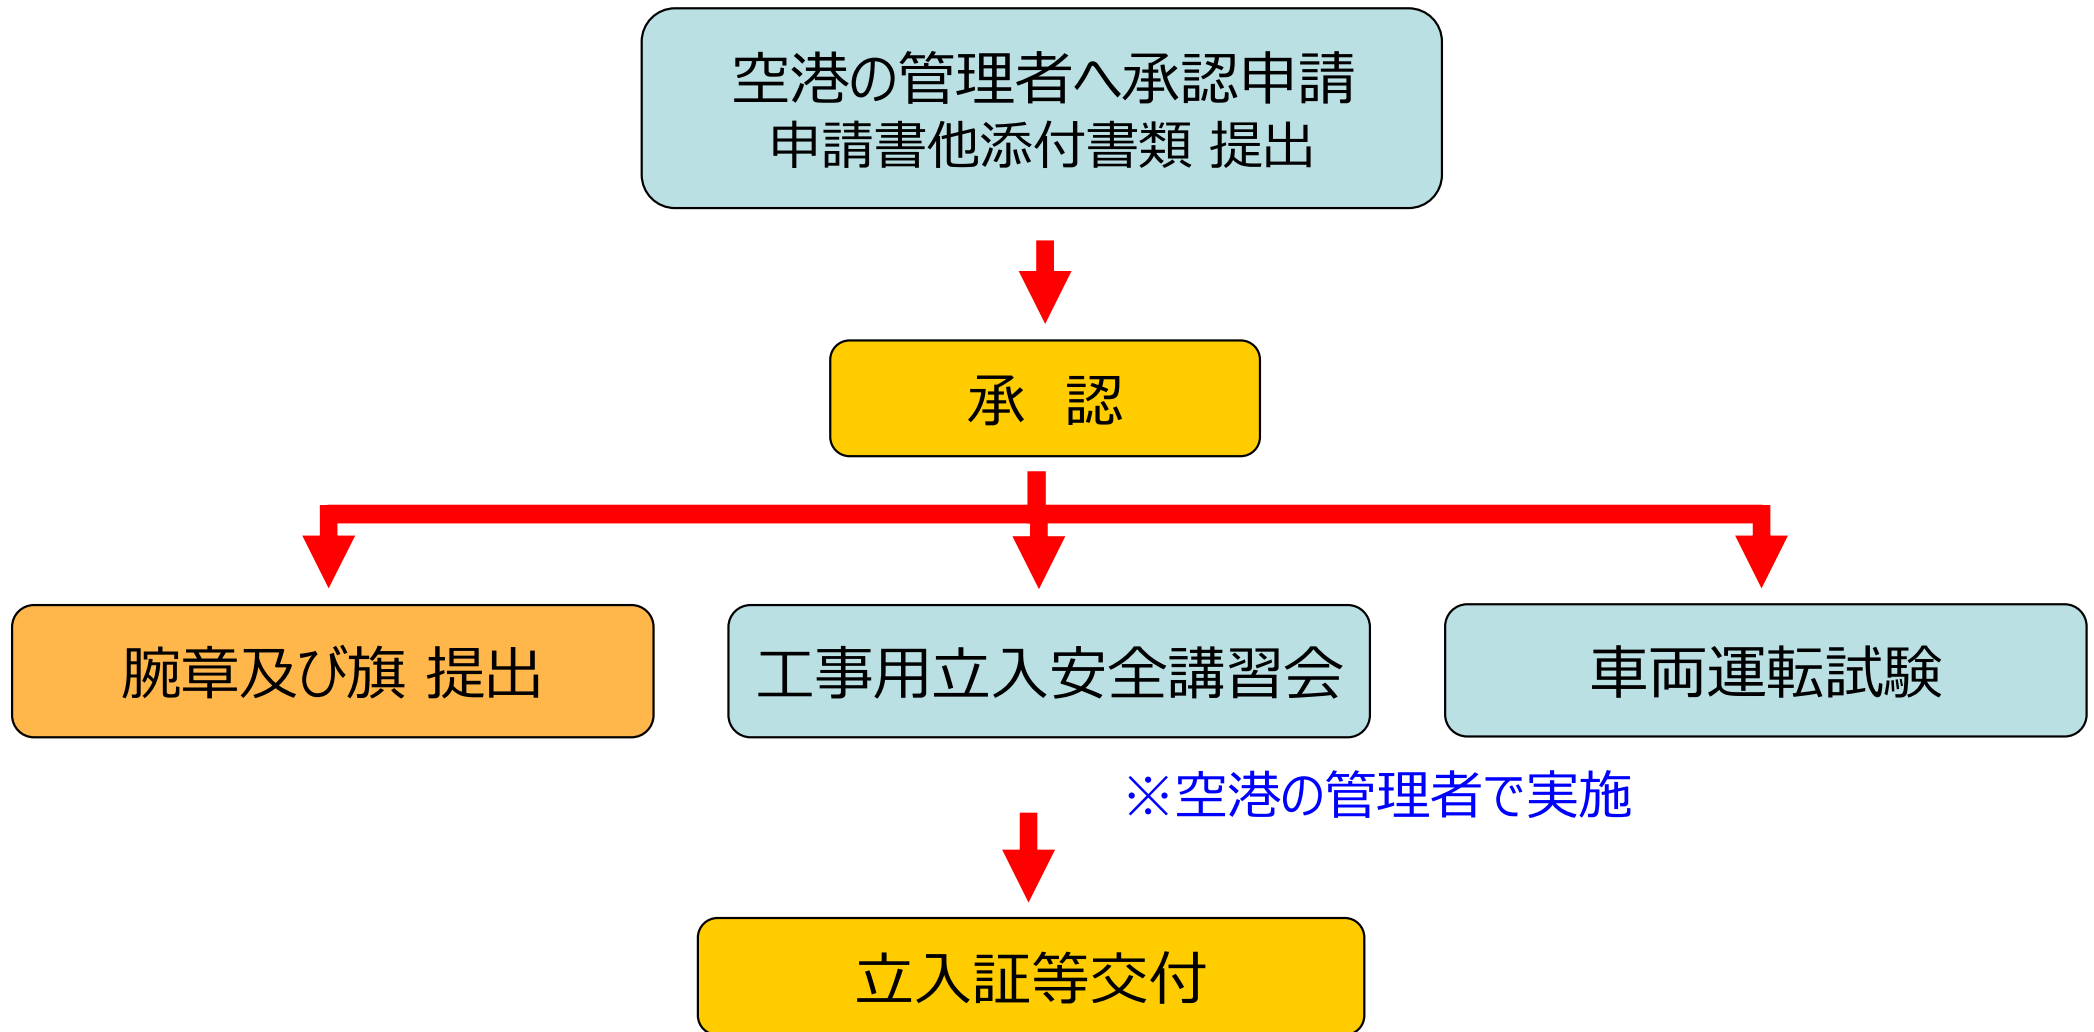 空港の管理者へ承認申請
申請書他添付書類 提出
承 認
腕章及び旗 提出
工事用立入安全講習会
車両運転試験
※空港の管理者で実施
立入証等交付